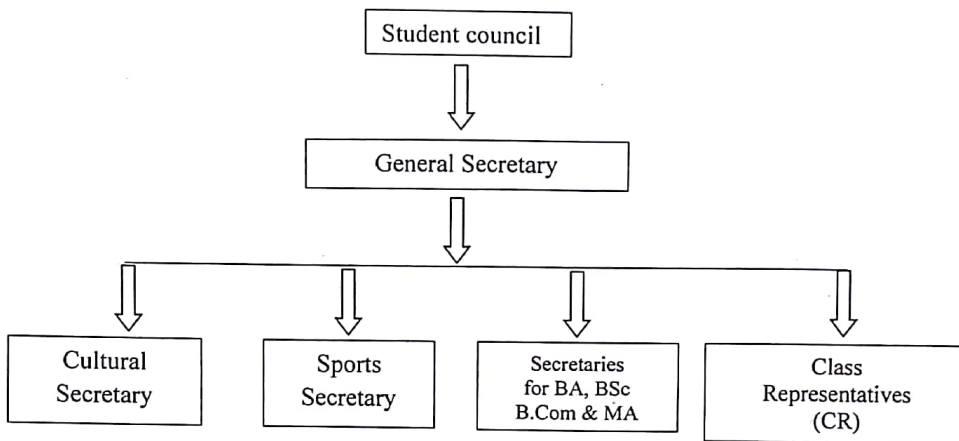 Student council
General Secretary
Cultural
Secretary
Sports
Secretary
Secretaries
for BA, BSc
B.Com & MA
Class
Representatives
(CR)